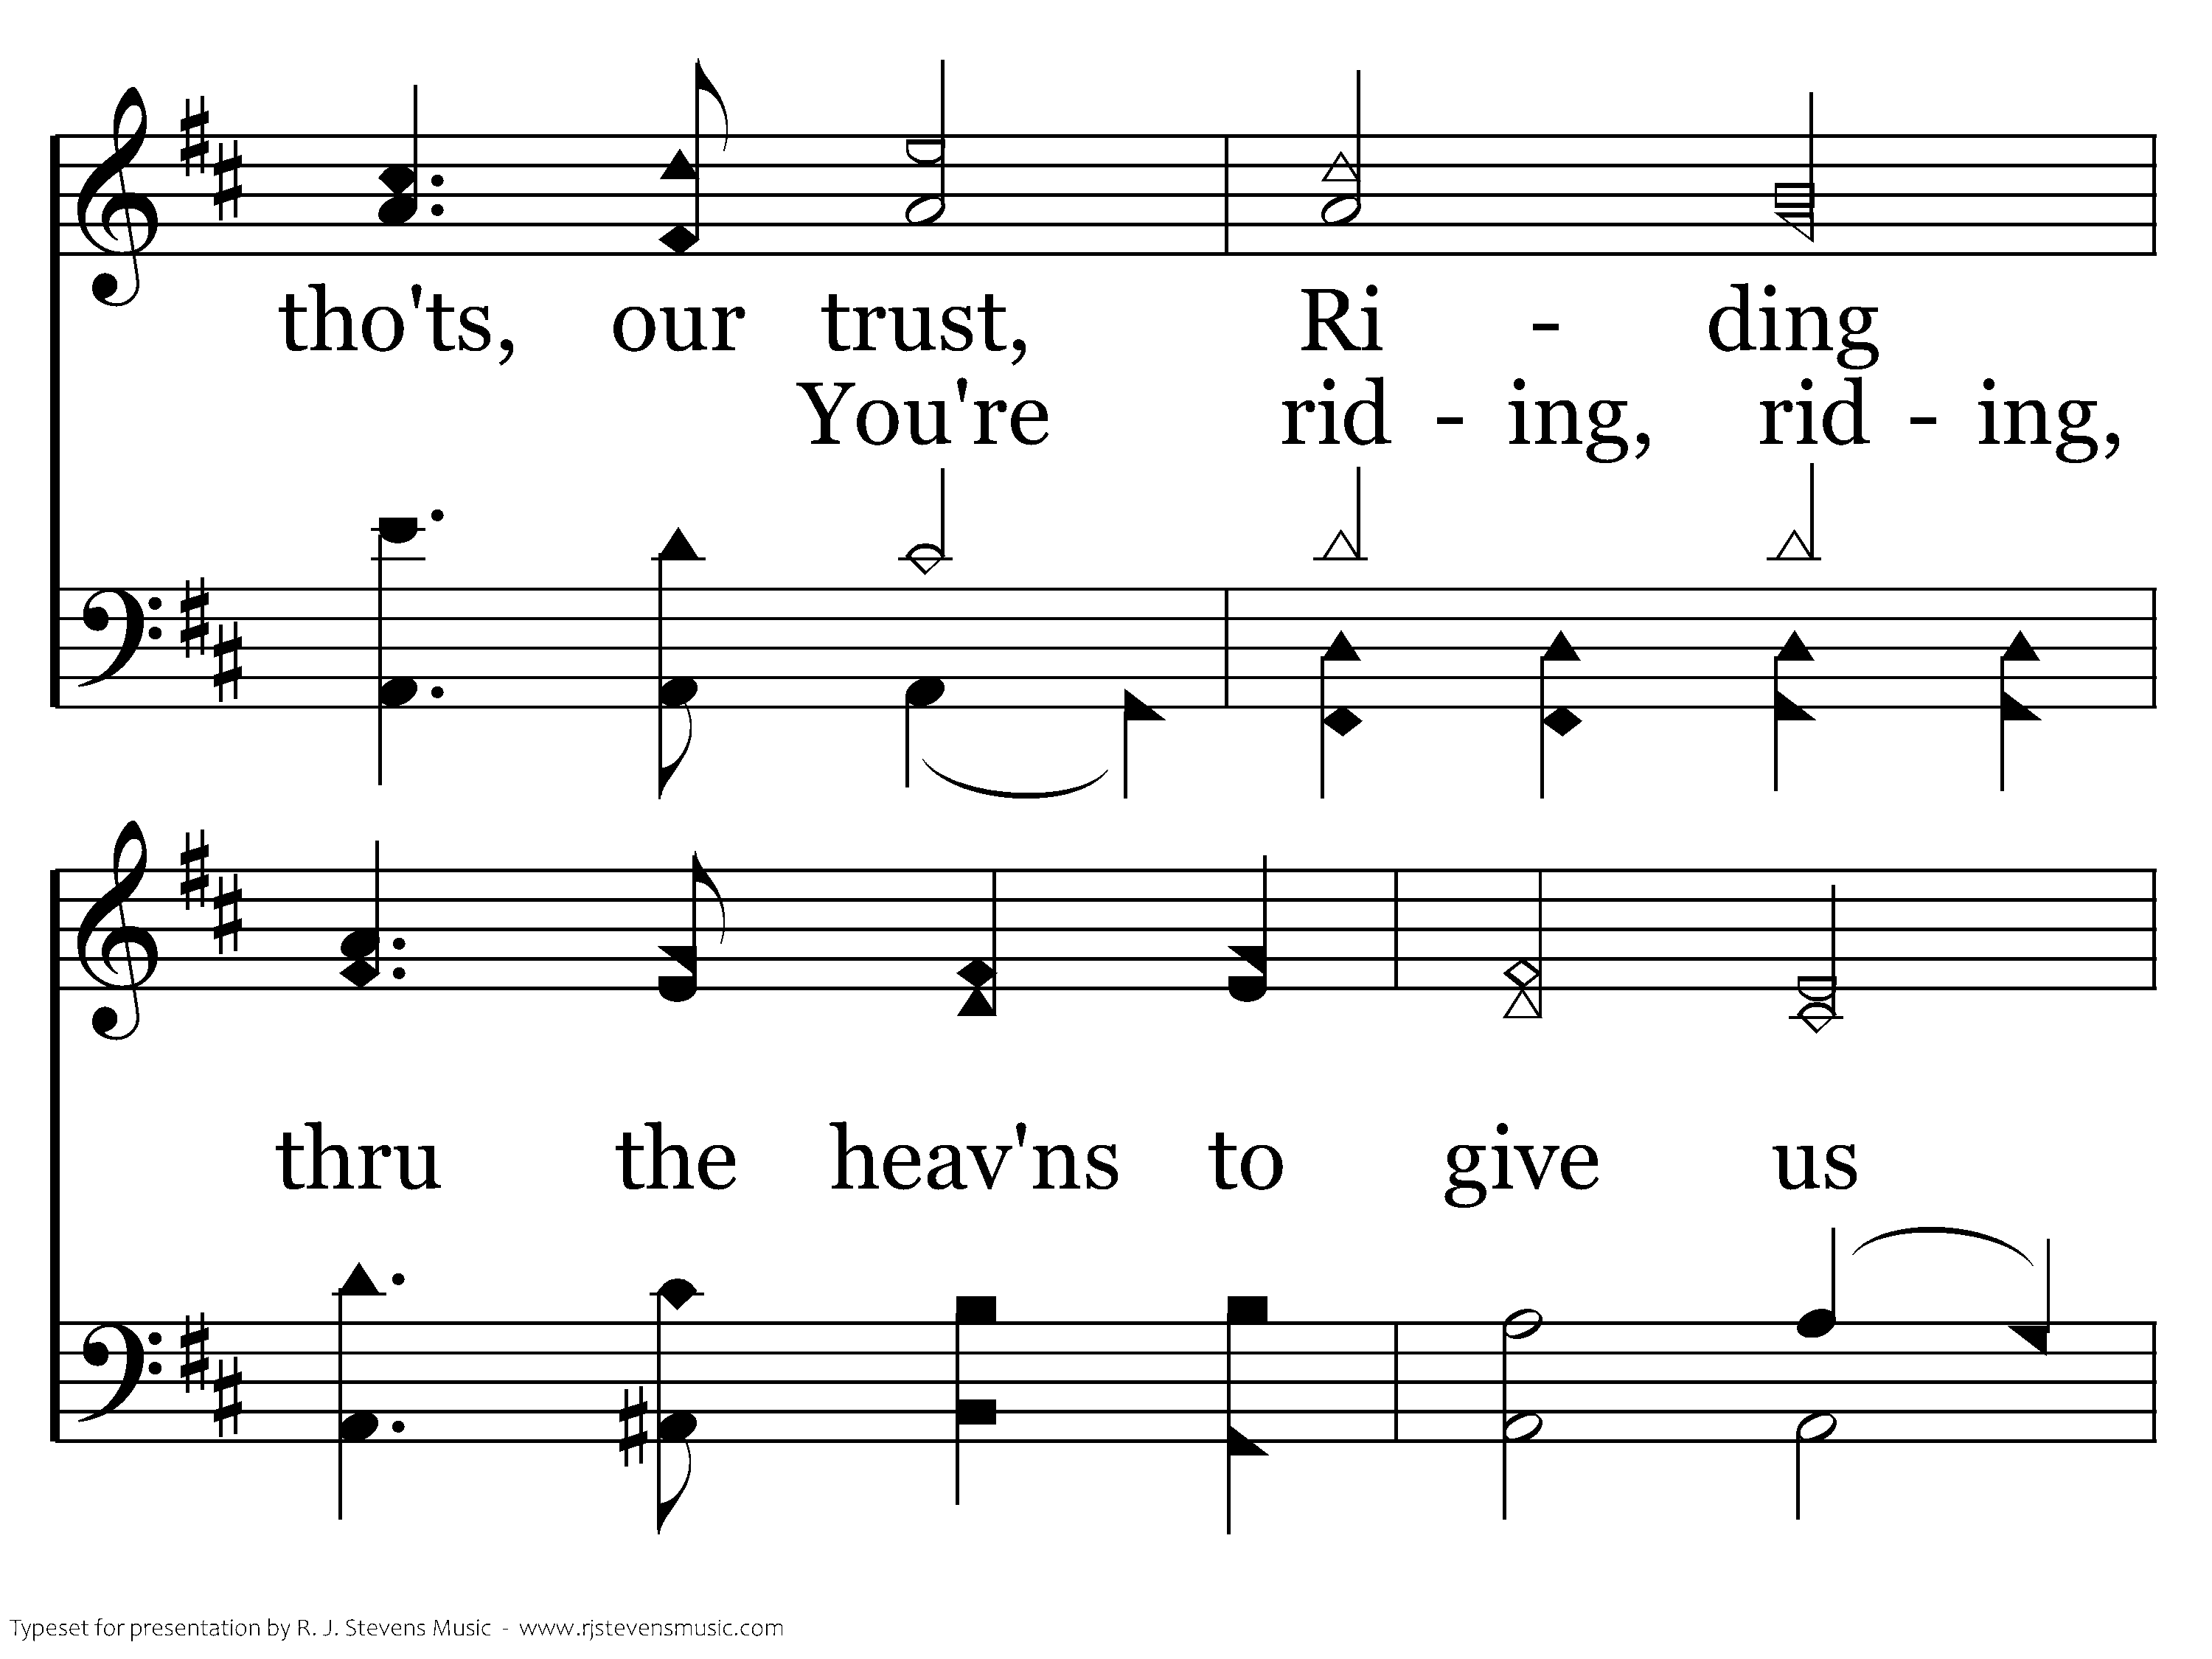 tho'ts, our trust, Ri - ding
You're rid - ing, rid - ing,
thru the heav'ns to give us
Typeset for presentation by R. J. Stevens Music - www.rjstevensmusic.com